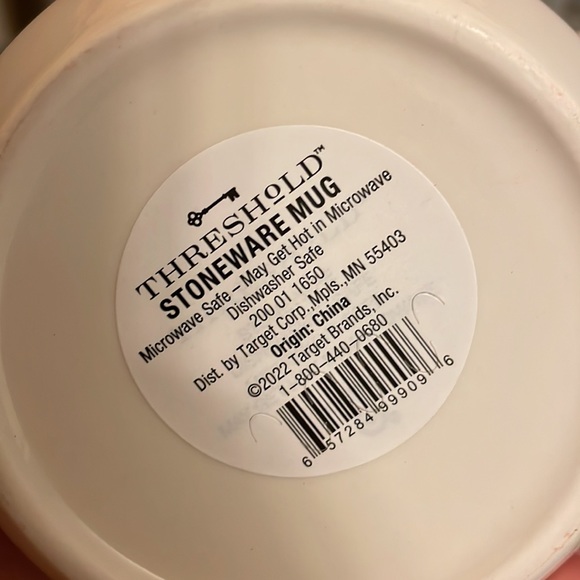 THRESHOLD™
STONEWARE MUG
Microwave Safe – May Get Hot in Microwave
Dishwasher Safe
200 01 1650
Dist. by Target Corp.,Mpls.,MN 55403
Origin: China
©2022 Target Brands, Inc.
1-800-440-0680
6 57284 99909 6